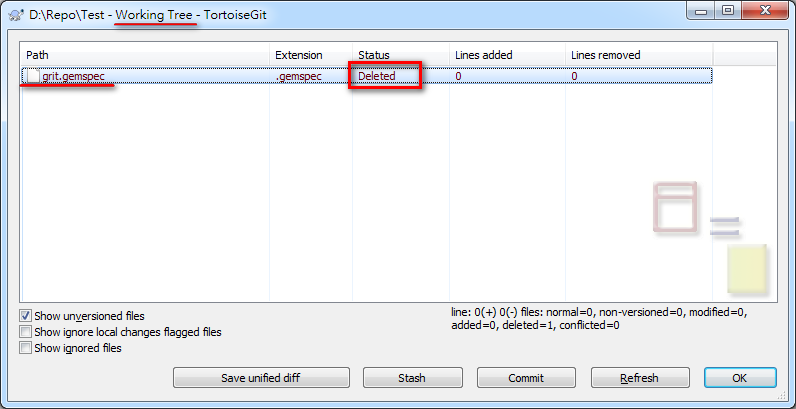 D:\Repo\Test - Working Tree - TortoiseGit
Path Extension Status Lines added Lines removed
grit.gemspec .gemspec Deleted 0 0
Show unversioned files
Show ignore local changes flagged files
Show ignored files
line: 0(+) 0(-) files: normal=0, non-versioned=0, modified=0,
added=0, deleted=1, conflicted=0
Save unified diff Stash Commit Refresh OK